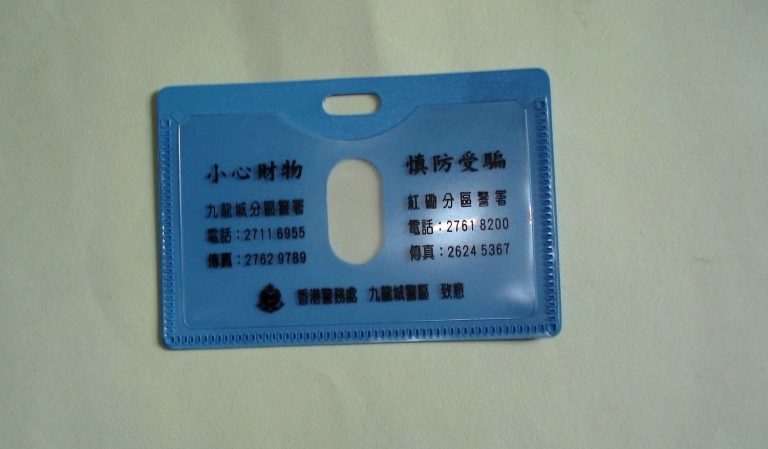 小心財物
九龍城分區警署
電話:2711 6955
傳真:2762 9789
慎防受騙
紅磡分區警署
電話:2761 8200
傳真:2624 5367
香港警務處 九龍城警區 致意